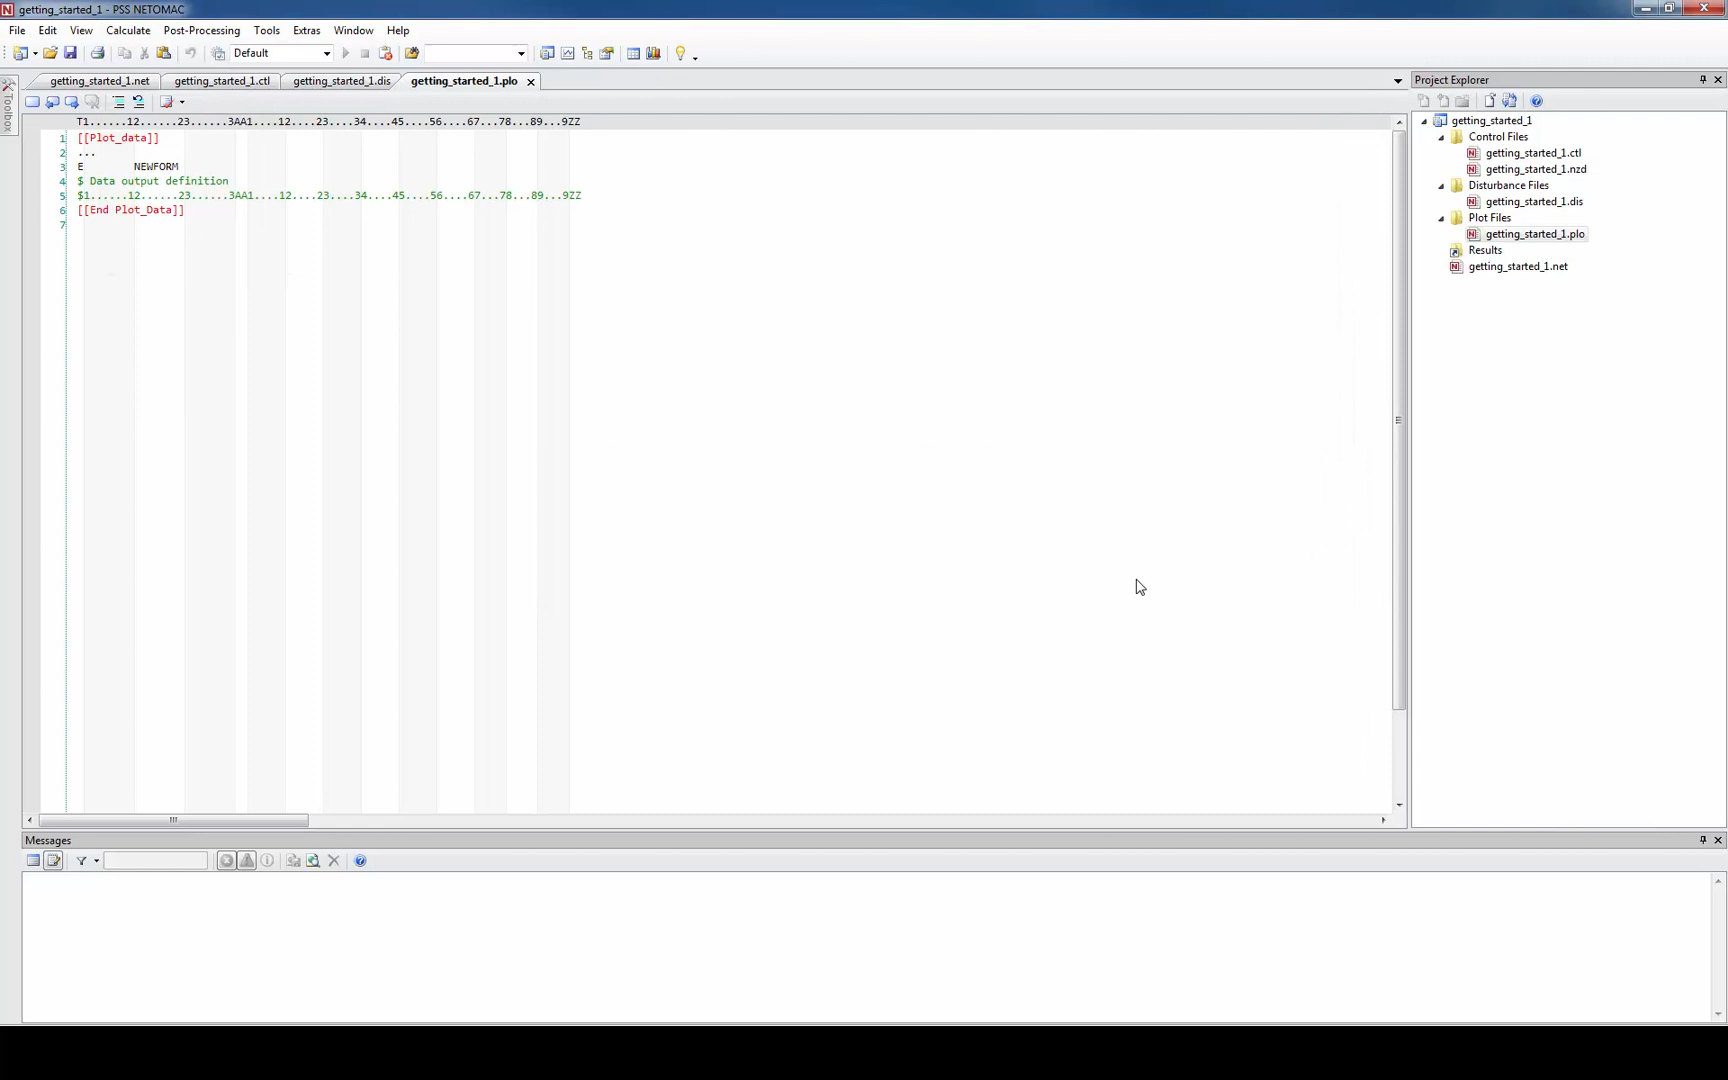 getting_started_1 - PSS NETOMAC
File Edit View Calculate Post-Processing Tools Extras Window Help
Default
getting_started_1.net getting_started_1.ctl getting_started_1.dis getting_started_1.plo
Project Explorer
Toolbox
T1......12......23......3AA1....12....23....34....45....56....67...78...89...9ZZ
1 [[Plot_data]]
2 ...
3 E NEWFORM
4 $ Data output definition
5 $1......12......23......3AA1....12....23....34....45....56....67...78...89...9ZZ
6 [[End Plot_Data]]
7
getting_started_1
Control Files
getting_started_1.ctl
getting_started_1.nzd
Disturbance Files
getting_started_1.dis
Plot Files
getting_started_1.plo
Results
getting_started_1.net
Messages